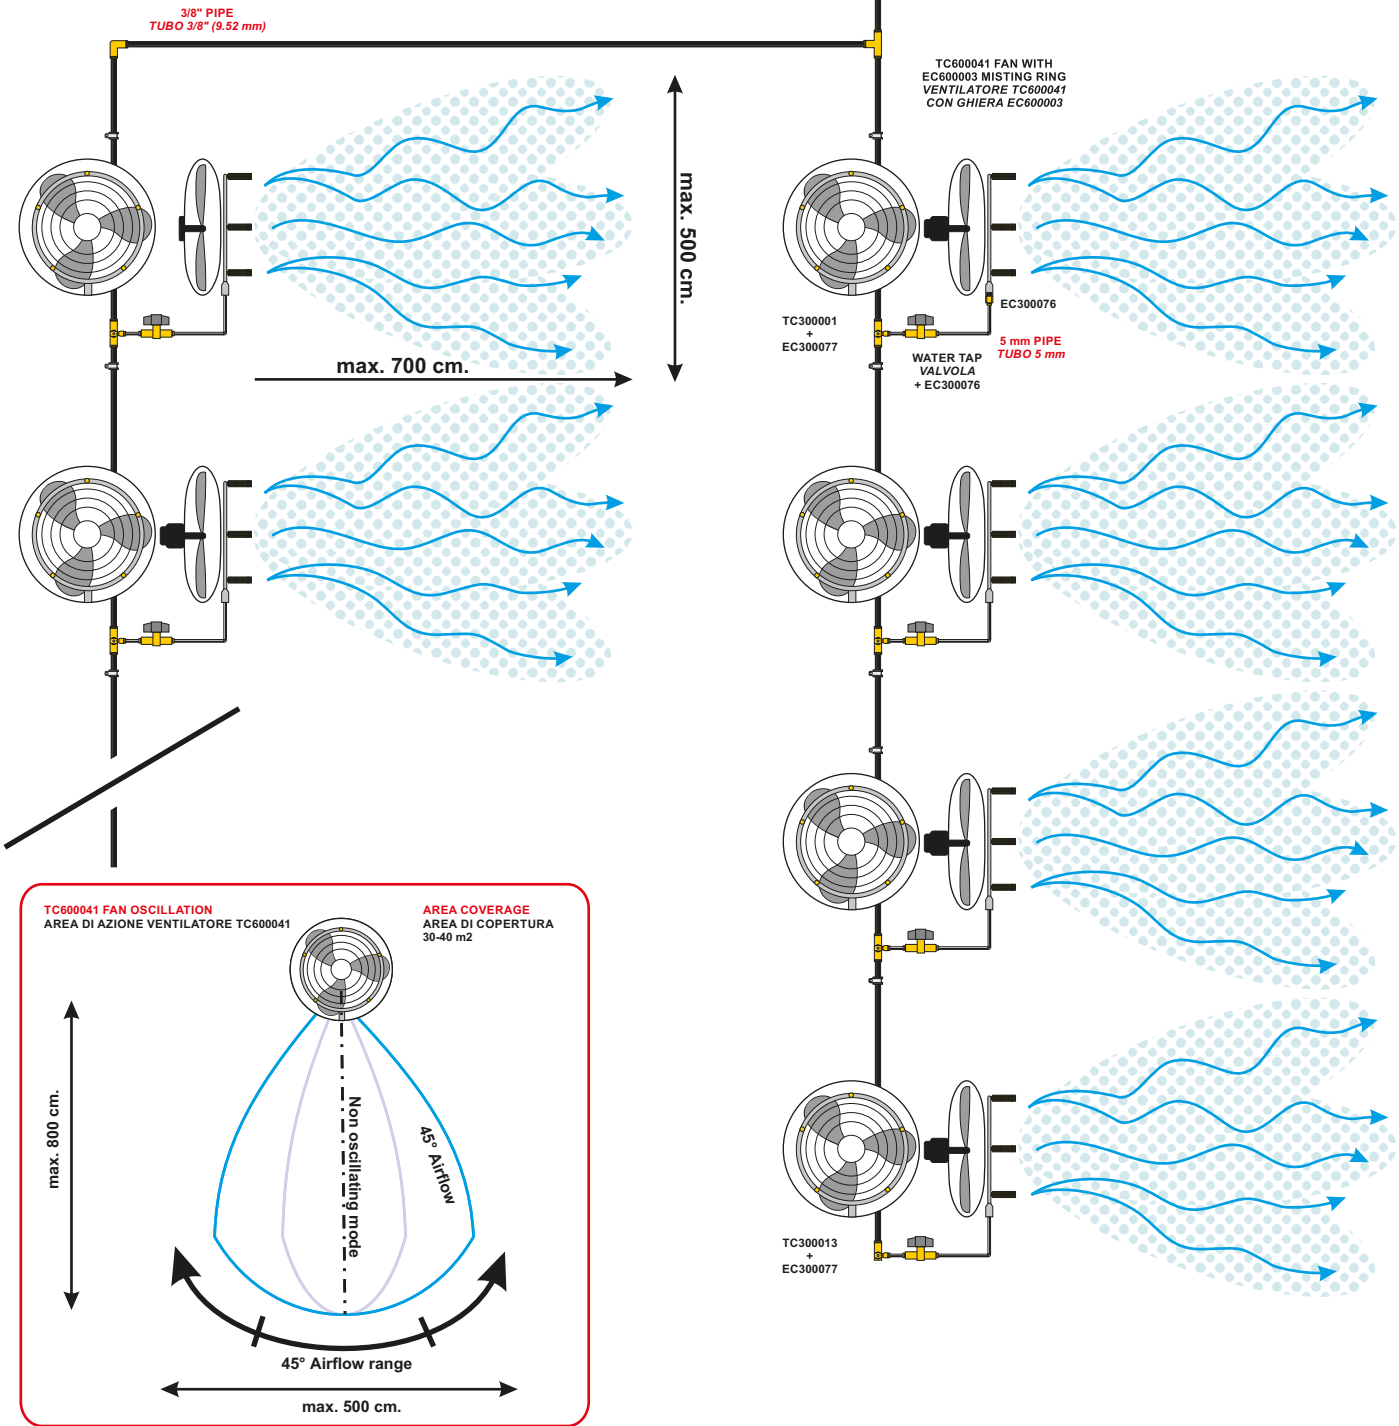 3/8" PIPE
TUBO 3/8" (9.52 mm)
TC600041 FAN WITH
EC600003 MISTING RING
VENTILATORE TC600041
CON GHIERA EC600003
max. 500 cm.
max. 700 cm.
TC300001
+
EC300077
EC300076
5 mm PIPE
TUBO 5 mm
WATER TAP
VALVOLA
+ EC300076
TC600041 FAN OSCILLATION
AREA DI AZIONE VENTILATORE TC600041
AREA COVERAGE
AREA DI COPERTURA
30-40 m2
max. 800 cm.
Non oscillating mode
45° Airflow
45° Airflow range
max. 500 cm.
TC300013
+
EC300077